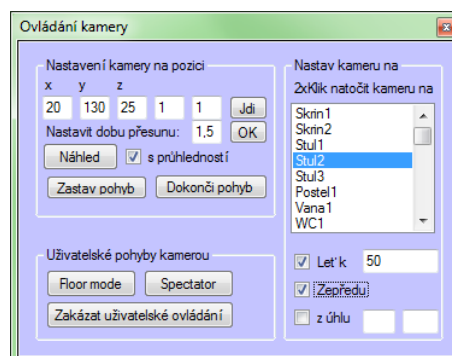 Ovládání kamery
Nastavení kamery na pozici
x y z
20 130 25 1 1 Jdi
Nastavit dobu přesunu: 1,5 OK
Náhled s průhledností
Zastav pohyb Dokonči pohyb
Uživatelské pohyby kamerou
Floor mode Spectator
Zakázat uživatelské ovládání
Nastav kameru na
2xKlik natočit kameru na
Skrin1
Skrin2
Stul1
Stul2
Stul3
Postel1
Vana1
WC1
Leť k 50
Zepředu
z úhlu